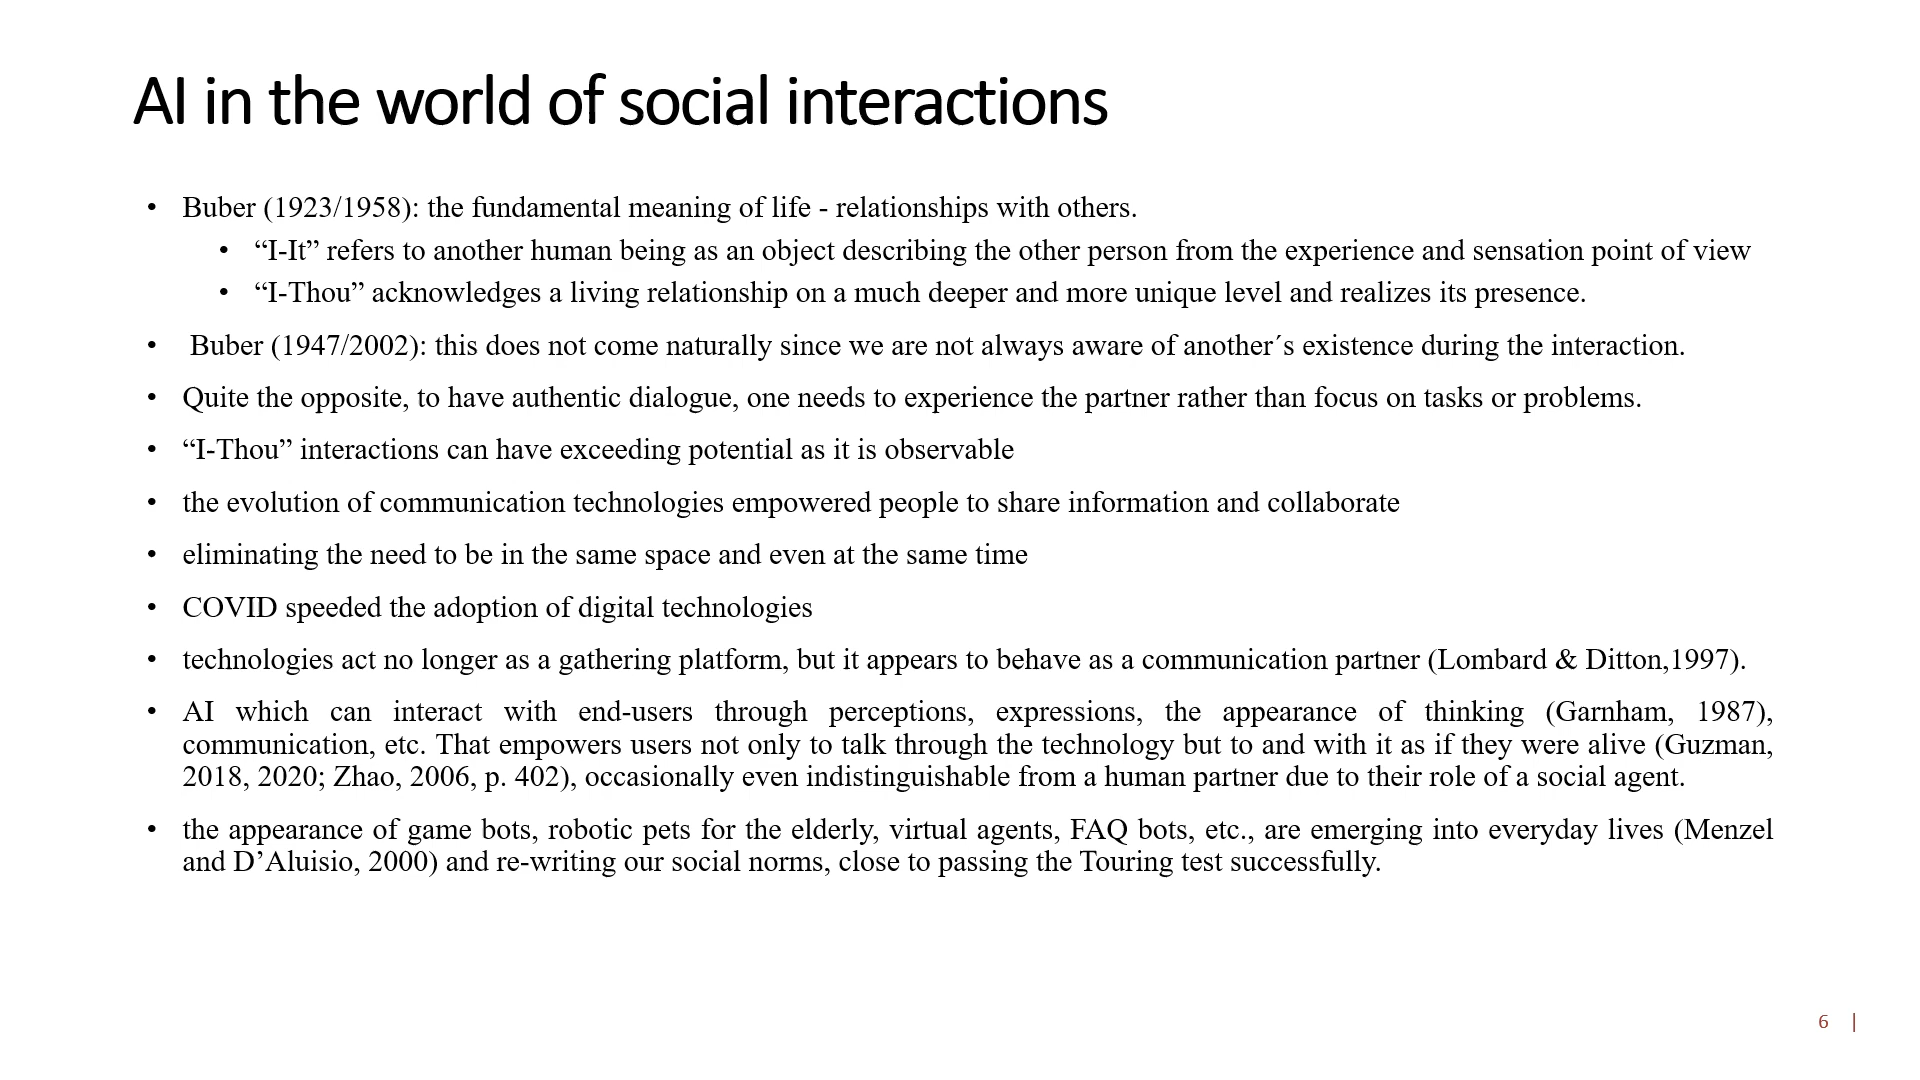 AI in the world of social interactions
• Buber (1923/1958): the fundamental meaning of life - relationships with others.
• “I-It” refers to another human being as an object describing the other person from the experience and sensation point of view
• “I-Thou” acknowledges a living relationship on a much deeper and more unique level and realizes its presence.
• Buber (1947/2002): this does not come naturally since we are not always aware of another´s existence during the interaction.
• Quite the opposite, to have authentic dialogue, one needs to experience the partner rather than focus on tasks or problems.
• “I-Thou” interactions can have exceeding potential as it is observable
• the evolution of communication technologies empowered people to share information and collaborate
• eliminating the need to be in the same space and even at the same time
• COVID speeded the adoption of digital technologies
• technologies act no longer as a gathering platform, but it appears to behave as a communication partner (Lombard & Ditton,1997).
• AI which can interact with end-users through perceptions, expressions, the appearance of thinking (Garnham, 1987),
communication, etc. That empowers users not only to talk through the technology but to and with it as if they were alive (Guzman,
2018, 2020; Zhao, 2006, p. 402), occasionally even indistinguishable from a human partner due to their role of a social agent.
• the appearance of game bots, robotic pets for the elderly, virtual agents, FAQ bots, etc., are emerging into everyday lives (Menzel
and D’Aluisio, 2000) and re-writing our social norms, close to passing the Touring test successfully.
6 |